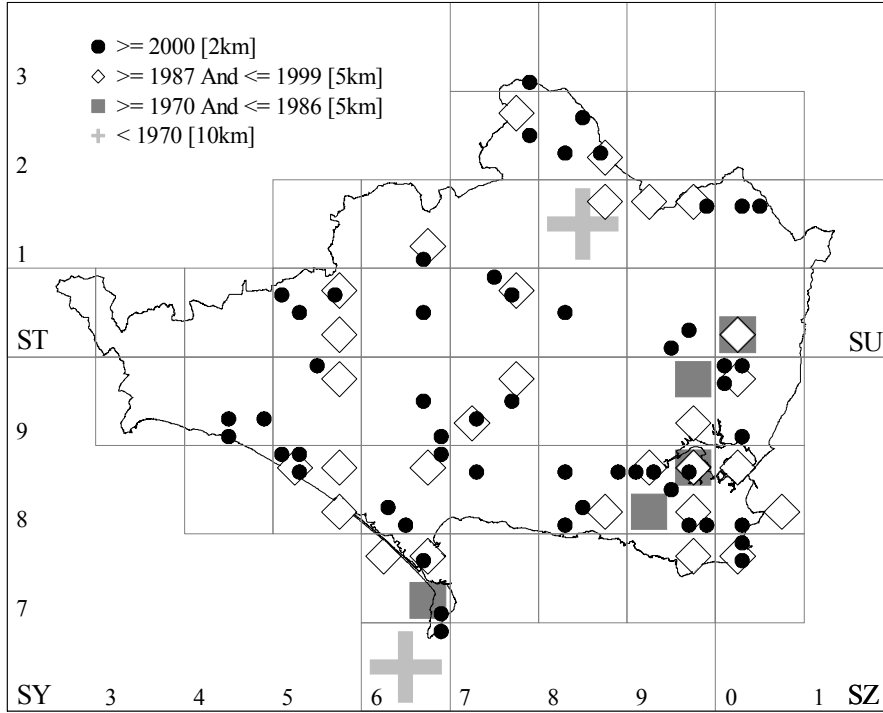 >= 2000 [2km]
3 >= 1987 And <= 1999 [5km]
>= 1970 And <= 1986 [5km]
< 1970 [10km]
2
1
ST SU
9
8
7
SY 3 4 5 6 7 8 9 0 1 SZ